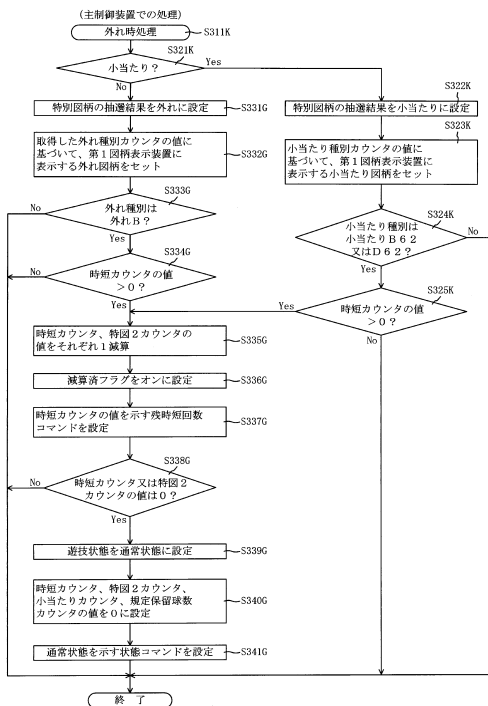 (主制御装置での処理)
外れ時処理
S311K
小当たり?
S321K
Yes
No
特別図柄の抽選結果を外れに設定
S331G
取得した外れ種別カウンタの値に
基づいて、第1図柄表示装置に
表示する外れ図柄をセット
S332G
外れ種別は
外れB?
S333G
No
Yes
時短カウンタの値
>0?
S334G
No
Yes
時短カウンタ、特図2カウンタの
値をそれぞれ1減算
S335G
減算済フラグをオンに設定
S336G
時短カウンタの値を示す残時短回数
コマンドを設定
S337G
時短カウンタ又は特図2
カウンタの値は0?
S338G
No
Yes
遊技状態を通常状態に設定
S339G
時短カウンタ、特図2カウンタ、
小当たりカウンタ、規定保留球数
カウンタの値を0に設定
S340G
通常状態を示す状態コマンドを設定
S341G
終了
特別図柄の抽選結果を小当たりに設定
S322K
小当たり種別カウンタの値に
基づいて、第1図柄表示装置に
表示する小当たり図柄をセット
S323K
小当たり種別は
小当たりB62
又はD62?
S324K
No
Yes
時短カウンタの値
>0?
S325K
Yes
No